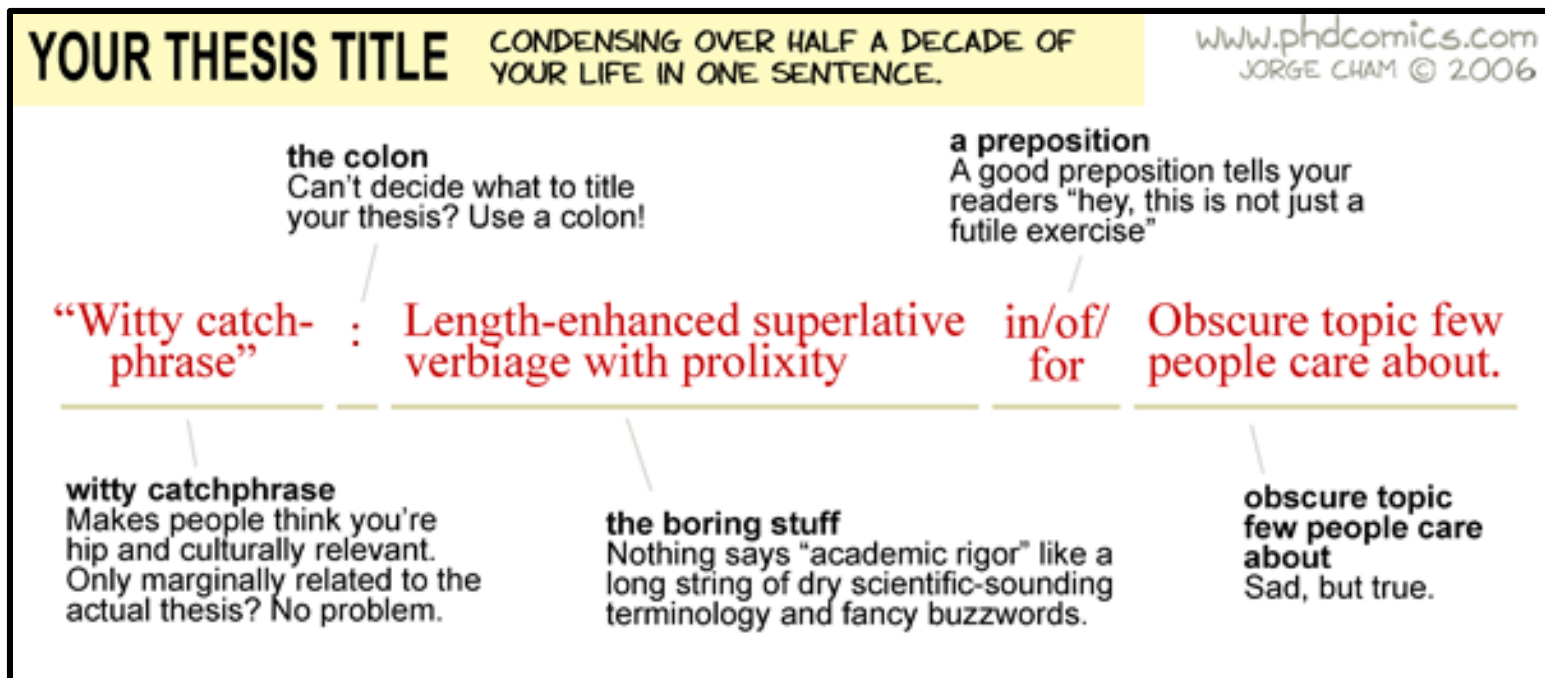 YOUR THESIS TITLE
CONDENSING OVER HALF A DECADE OF
YOUR LIFE IN ONE SENTENCE.
www.phdcomics.com
JORGE CHAM © 2006
the colon
Can't decide what to title
your thesis? Use a colon!
a preposition
A good preposition tells your
readers “hey, this is not just a
futile exercise”
“Witty catch-
phrase”
:
Length-enhanced superlative
verbiage with prolixity
in/of/
for
Obscure topic few
people care about.
witty catchphrase
Makes people think you're
hip and culturally relevant.
Only marginally related to the
actual thesis? No problem.
the boring stuff
Nothing says “academic rigor” like a
long string of dry scientific-sounding
terminology and fancy buzzwords.
obscure topic
few people care
about
Sad, but true.